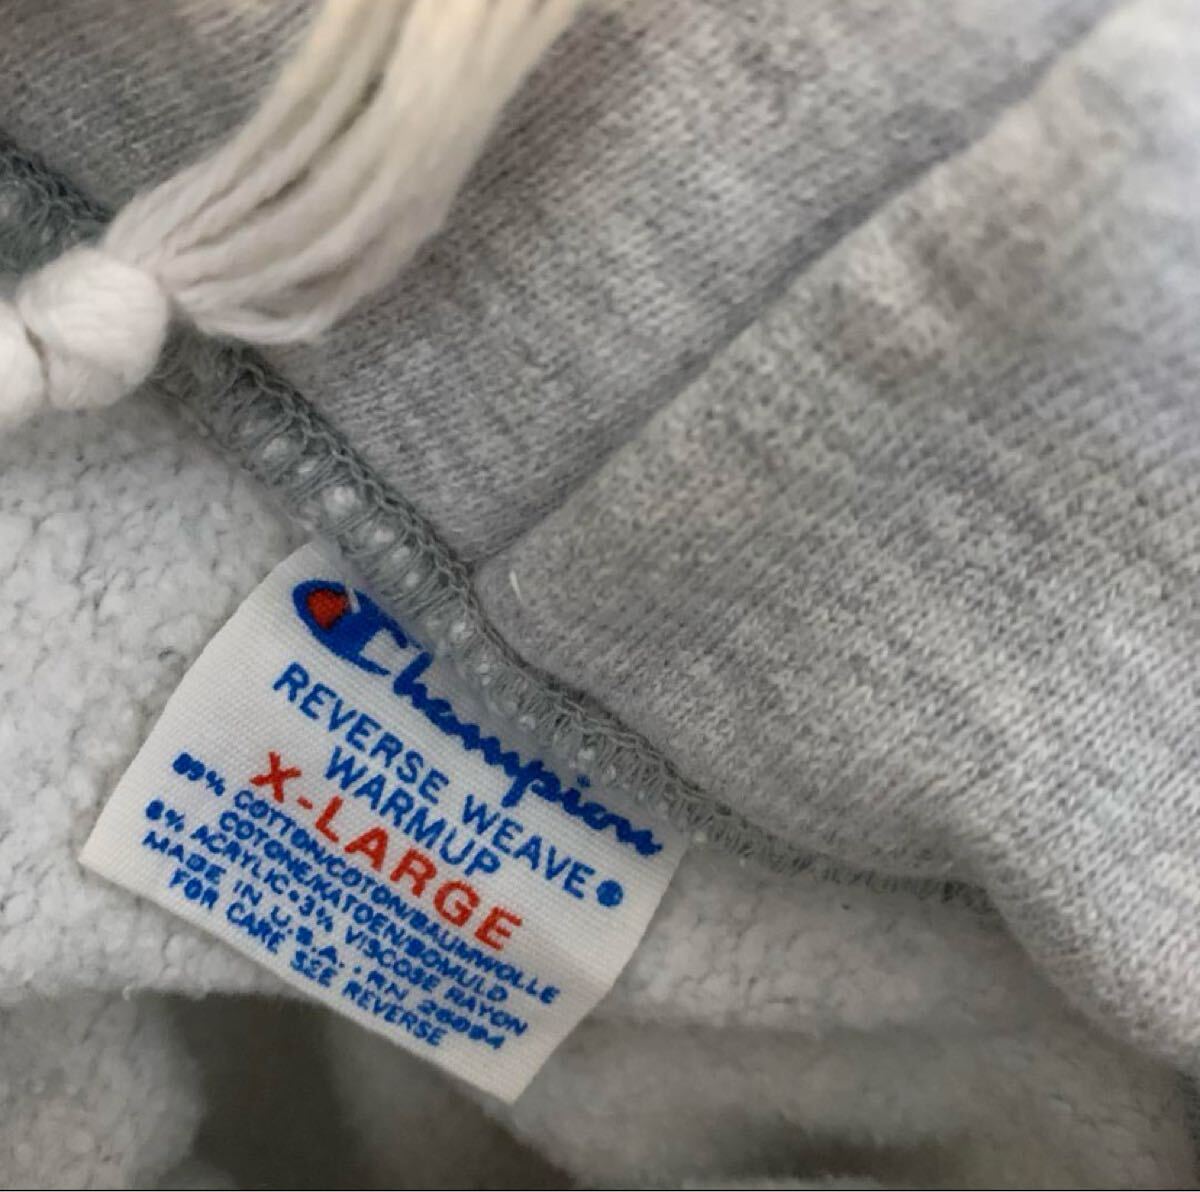 Champion
REVERSE WEAVE®
WARMUP
X-LARGE
89% COTTON/COTON/BAUMWOLLE
COTONE/KATOEN/BOMULD
8% ACRYLIC•3% VISCOSE RAYON
MADE IN U.S.A. • RN 26094
FOR CARE SEE REVERSE